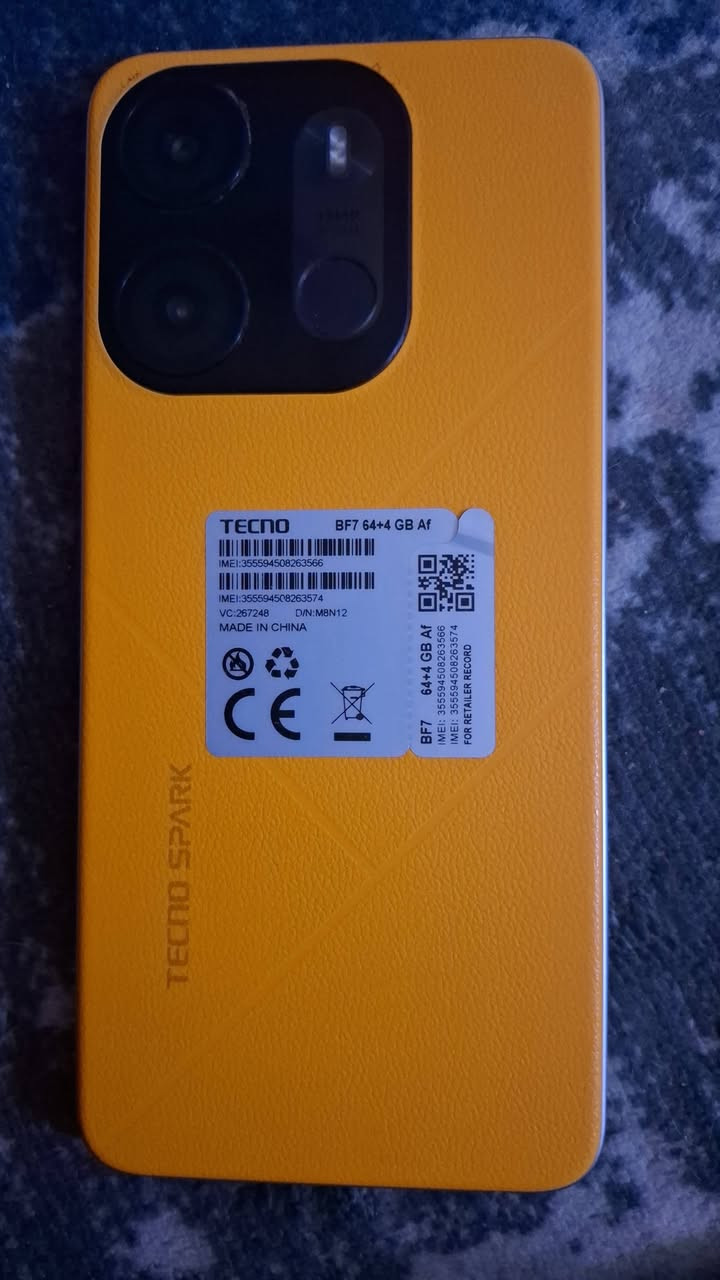 TECNO BF7 64+4 GB Af
IMEI:355594508263566
IMEI:355594508263574
VC:267248 D/N:M8N12
MADE IN CHINA
CE
BF7 64+4 GB Af
IMEI: 355594508263566
IMEI: 355594508263574
FOR RETAILER RECORD
TECNO SPARK